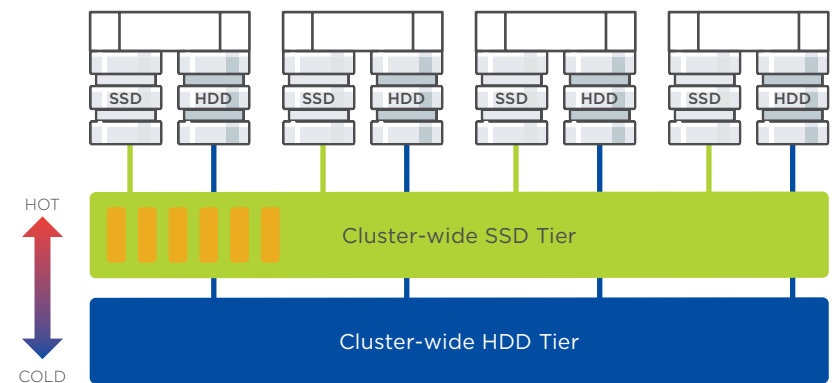 SSD HDD SSD HDD SSD HDD SSD HDD
HOT
Cluster-wide SSD Tier
Cluster-wide HDD Tier
COLD